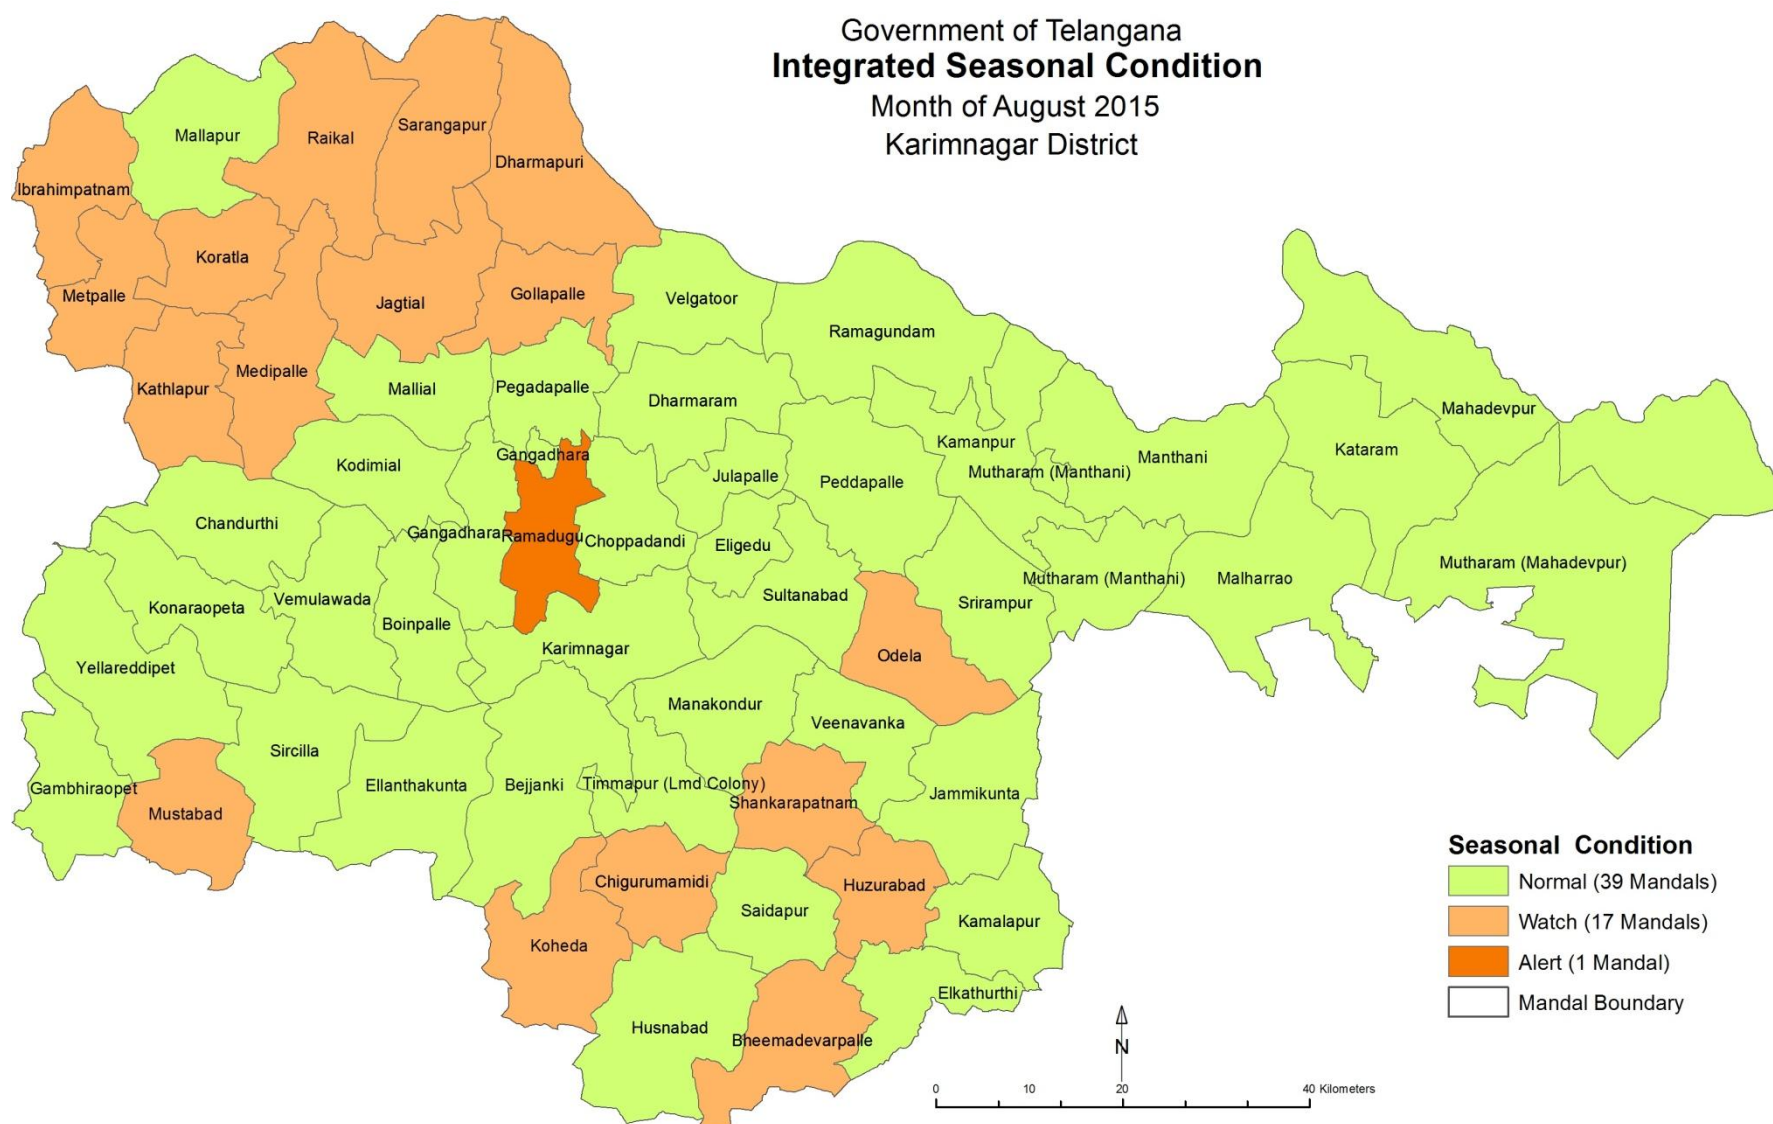 Government of Telangana
Integrated Seasonal Condition
Month of August 2015
Karimnagar District
Mallapur
Raikal
Sarangapur
Dharmapuri
Ibrahimpatnam
Koratla
Metpalle
Jagtial
Gollapalle
Velgatoor
Ramagundam
Kathlapur
Medipalle
Mallial
Pegadapalle
Dharmaram
Mahadevpur
Kamanpur
Manthani
Kataram
Gangadhara
Kodimial
Julapalle
Mutharam (Manthani)
Peddapalle
Chandurthi
Gangadhara
Ramadugu
Choppadandi
Eligedu
Mutharam (Mahadevpur)
Mutharam (Manthani)
Malharrao
Konaraopeta
Vemulawada
Sultanabad
Srirampur
Boinpalle
Karimnagar
Odela
Yellareddipet
Manakondur
Veenavanka
Sircilla
Gambhiraopet
Ellanthakunta
Bejjanki
Timmapur (Lmd Colony)
Jammikunta
Mustabad
Shankarapatnam
Chigurumamidi
Huzurabad
Saidapur
Kamalapur
Koheda
Elkathurthi
Husnabad
Bheemadevarpalle
Seasonal Condition
Normal (39 Mandals)
Watch (17 Mandals)
Alert (1 Mandal)
Mandal Boundary
N
0 10 20 40 Kilometers